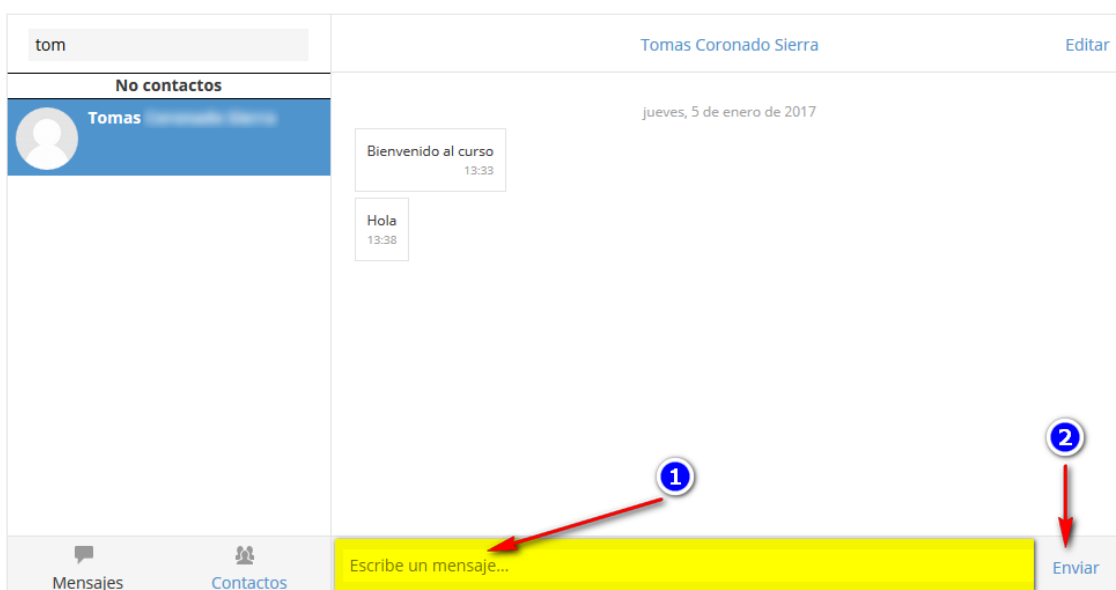 tom
No contactos
Tomas
Mensajes
Contactos
Tomas Coronado Sierra
Editar
jueves, 5 de enero de 2017
Bienvenido al curso
13:33
Hola
13:38
1
2
Escribe un mensaje...
Enviar